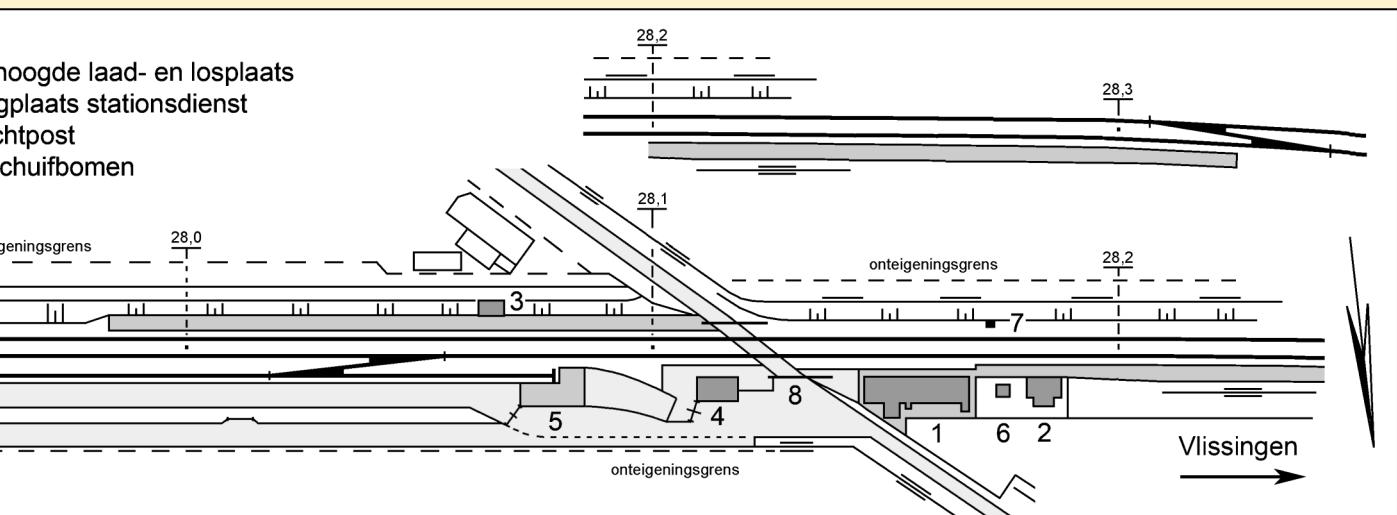 hoogde laad- en losplaats
gplaats stationsdienst
chtpost
chuifbomen
28,2
28,3
28,1
geningsgrens
28,0
onteigeningsgrens
28,2
3
7
8
5
4
1
6
2
onteigeningsgrens
Vlissingen